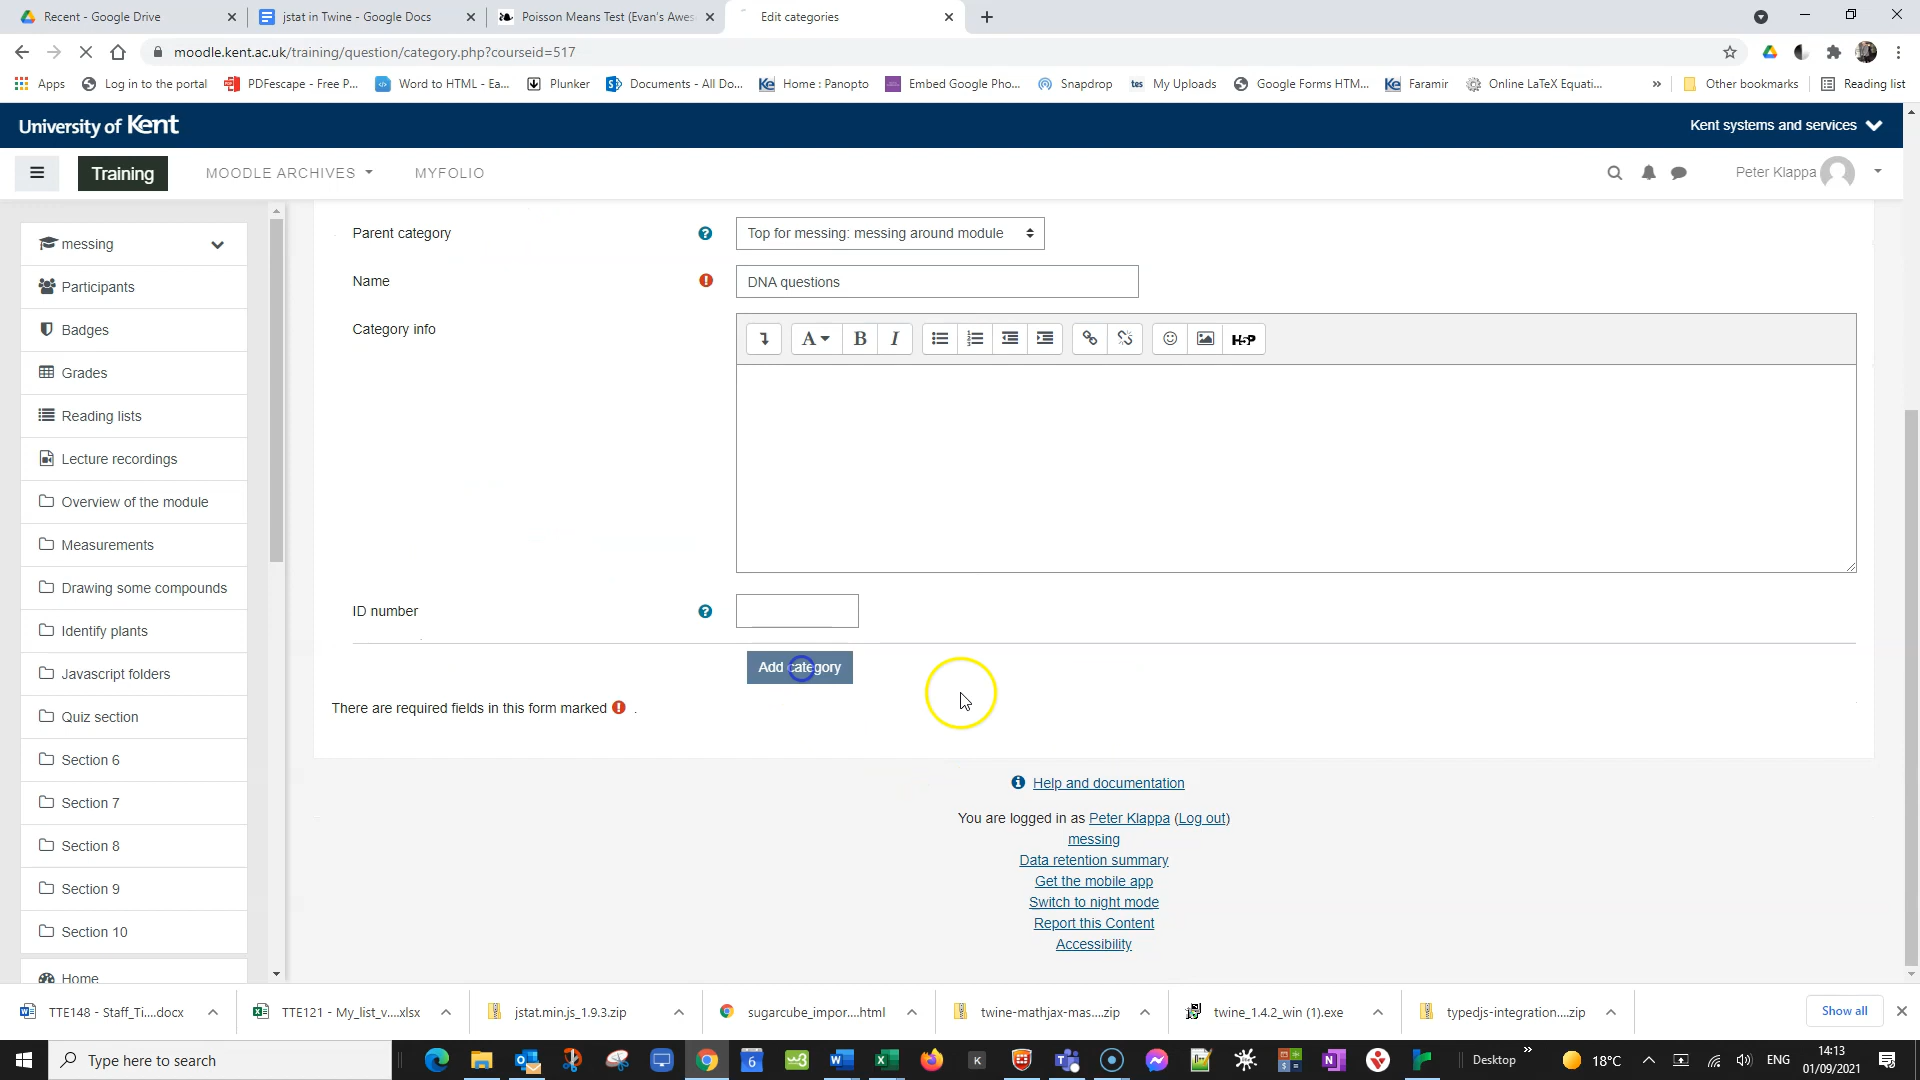 Recent - Google Drive
jstat in Twine - Google Docs
Poisson Means Test (Evan's Awes
Edit categories
moodle.kent.ac.uk/training/question/category.php?courseid=517
Apps
Log in to the portal
PDFescape - Free P...
Word to HTML - Ea...
Plunker
Documents - All Do...
Home : Panopto
Embed Google Pho...
Snapdrop
My Uploads
Google Forms HTM...
Faramir
Online LaTeX Equati...
Other bookmarks
Reading list
University of Kent
Kent systems and services
Training
MOODLE ARCHIVES
MYFOLIO
Peter Klappa
messing
Participants
Badges
Grades
Reading lists
Lecture recordings
Overview of the module
Measurements
Drawing some compounds
Identify plants
Javascript folders
Quiz section
Section 6
Section 7
Section 8
Section 9
Section 10
Home
Parent category
Top for messing: messing around module
Name
DNA questions
Category info
A B I
H5P
ID number
Add category
There are required fields in this form marked .
Help and documentation
You are logged in as Peter Klappa (Log out)
messing
Data retention summary
Get the mobile app
Switch to night mode
Report this Content
Accessibility
TTE148 - Staff_Ti....docx
TTE121 - My_list_v....xlsx
jstat.min.js_1.9.3.zip
sugarcube_impor....html
twine-mathjax-mas....zip
twine_1.4.2_win (1).exe
typedjs-integration....zip
Show all
Type here to search
Desktop
18°C
ENG
14:13
01/09/2021